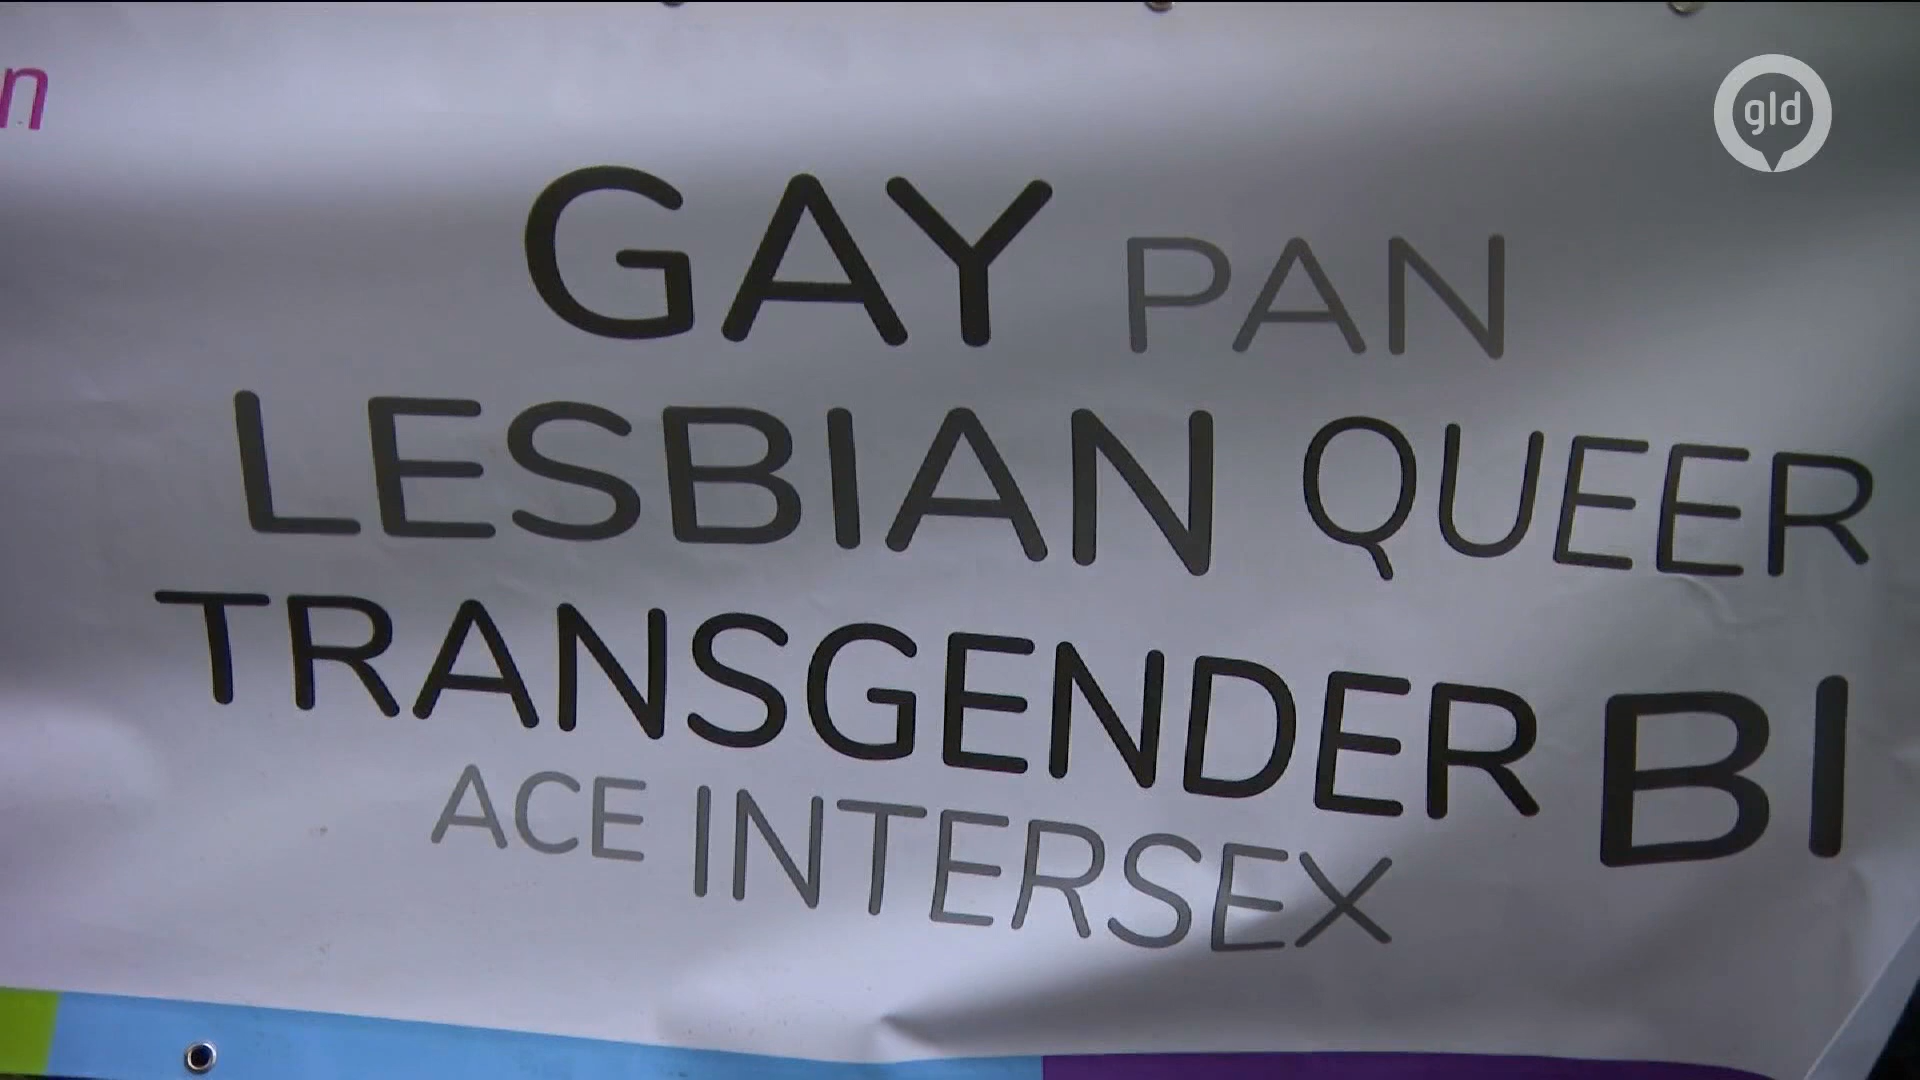 n
gld
GAY PAN
LESBIAN QUEER
TRANSGENDER BI
ACE INTERSEX